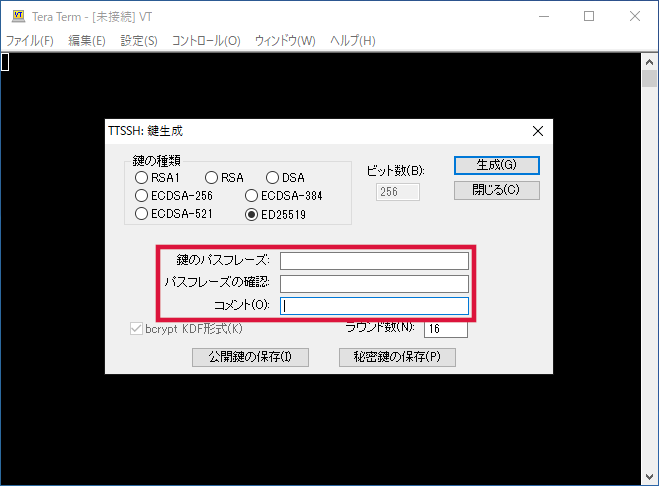 Tera Term - [未接続] VT
ファイル(F) 編集(E) 設定(S) コントロール(O) ウィンドウ(W) ヘルプ(H)
TTSSH: 鍵生成
鍵の種類
RSA1 RSA DSA
ECDSA-256 ECDSA-384
ECDSA-521 ED25519
ビット数(B):
256
生成(G)
閉じる(C)
鍵のパスフレーズ:
パスフレーズの確認:
コメント(O):
bcrypt KDF形式(K) ラウンド数(N): 16
公開鍵の保存(I) 秘密鍵の保存(P)